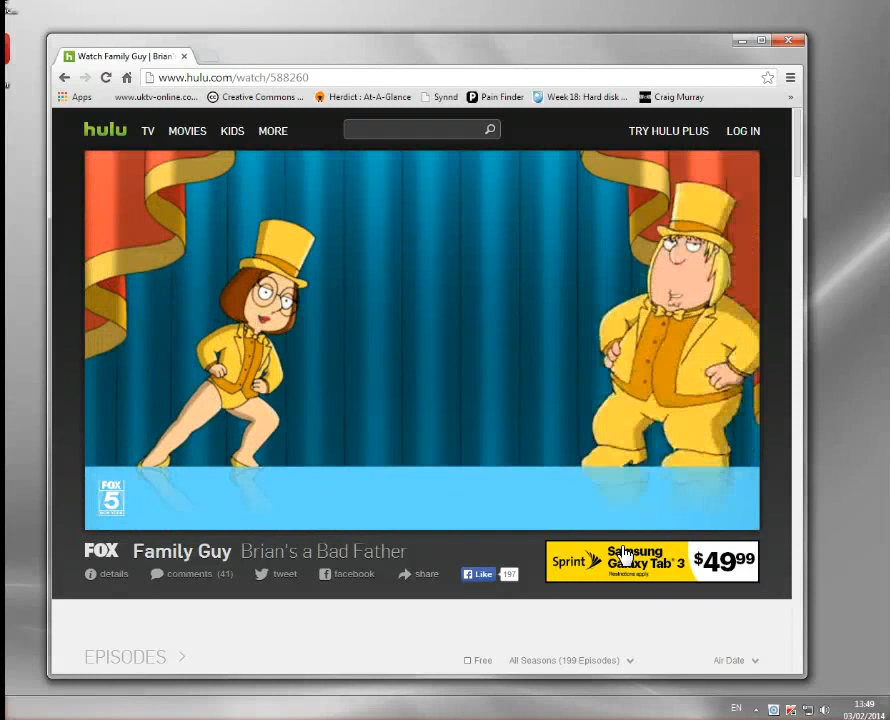 Watch Family Guy | Brian'
www.hulu.com/watch/588260
Apps www.uktv-online.co... Creative Commons ... Herdict : At-A-Glance Synnd Pain Finder Week 18: Hard disk ... Craig Murray »
hulu TV MOVIES KIDS MORE TRY HULU PLUS LOG IN
FOX
5
FOX Family Guy Brian's a Bad Father
details comments (41) tweet facebook share Like 197
Sprint Samsung
Galaxy Tab® 3
Restrictions apply.
$49.99
EPISODES
Free All Seasons (199 Episodes) Air Date
EN 13:49
03/02/2014